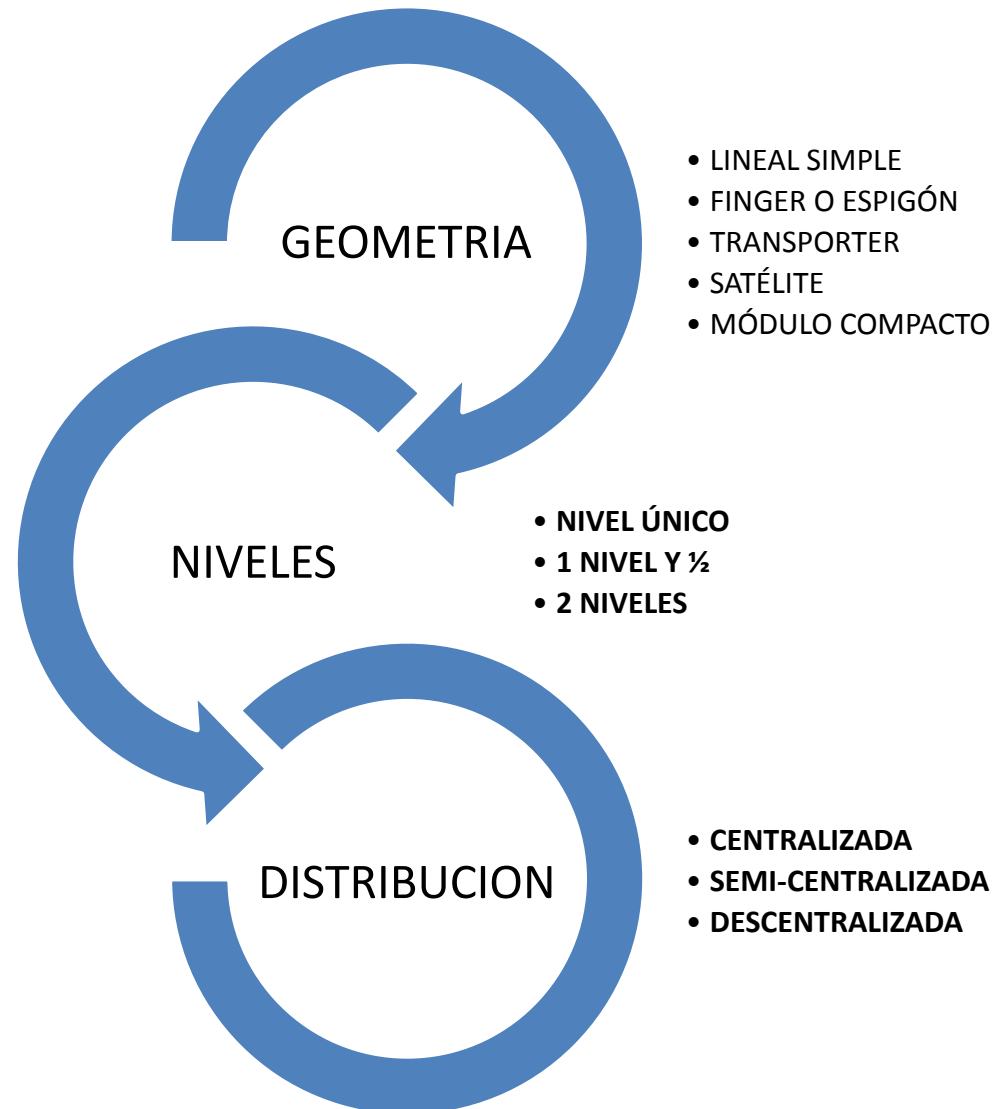 GEOMETRIA
• LINEAL SIMPLE
• FINGER O ESPIGÓN
• TRANSPORTER
• SATÉLITE
• MÓDULO COMPACTO
NIVELES
• NIVEL ÚNICO
• 1 NIVEL Y ½
• 2 NIVELES
DISTRIBUCION
• CENTRALIZADA
• SEMI-CENTRALIZADA
• DESCENTRALIZADA